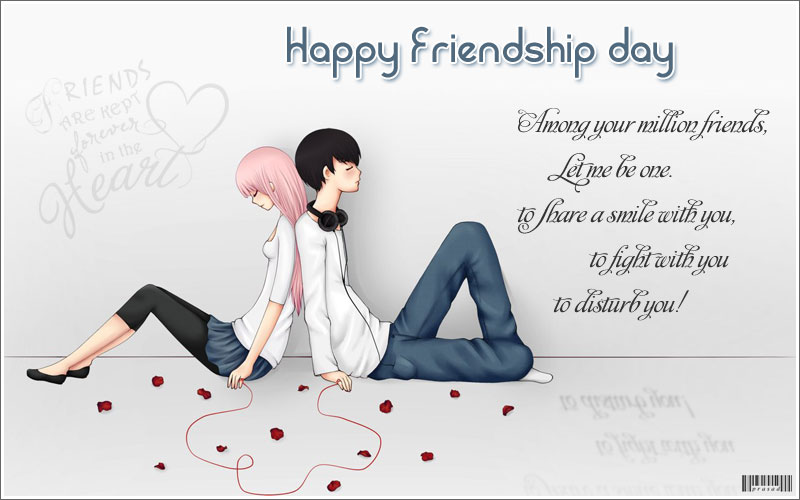 Happy Friendship day
FRIENDS
ARE KEPT
forever
in the
Heart
Among your million friends,
Let me be one.
to Share a smile with you,
to fight with you
to disturb you!
prasad